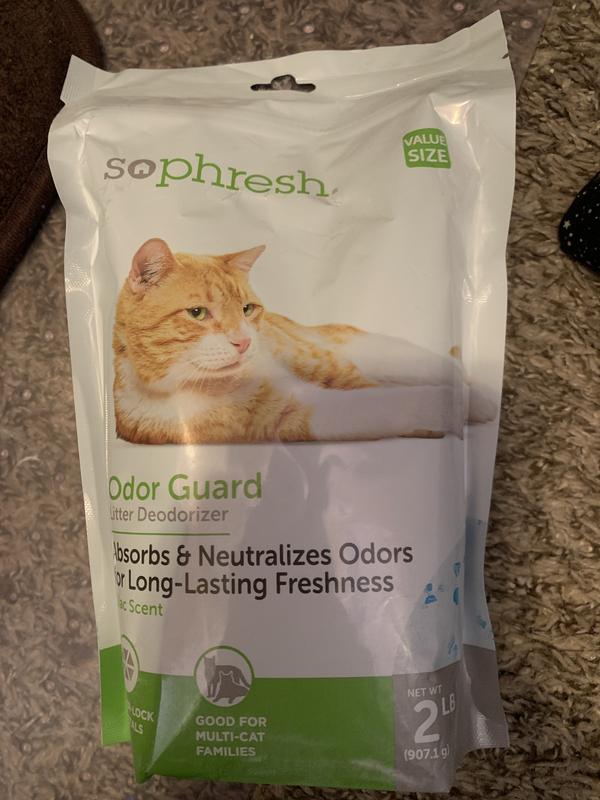 sophresh
VALUE
SIZE
Odor Guard
Litter Deodorizer
Absorbs & Neutralizes Odors
for Long-Lasting Freshness
Scent
-LOCK
GOOD FOR
MULTI-CAT
FAMILIES
NET WT
2 LB
(907.1 g)